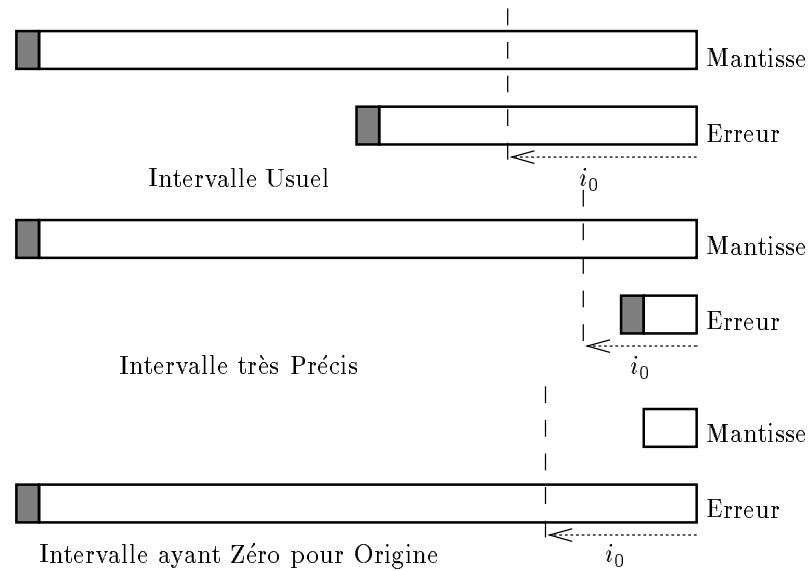 Mantisse
Erreur
Intervalle Usuel
i₀
Mantisse
Erreur
Intervalle très Précis
i₀
Mantisse
Erreur
Intervalle ayant Zéro pour Origine
i₀